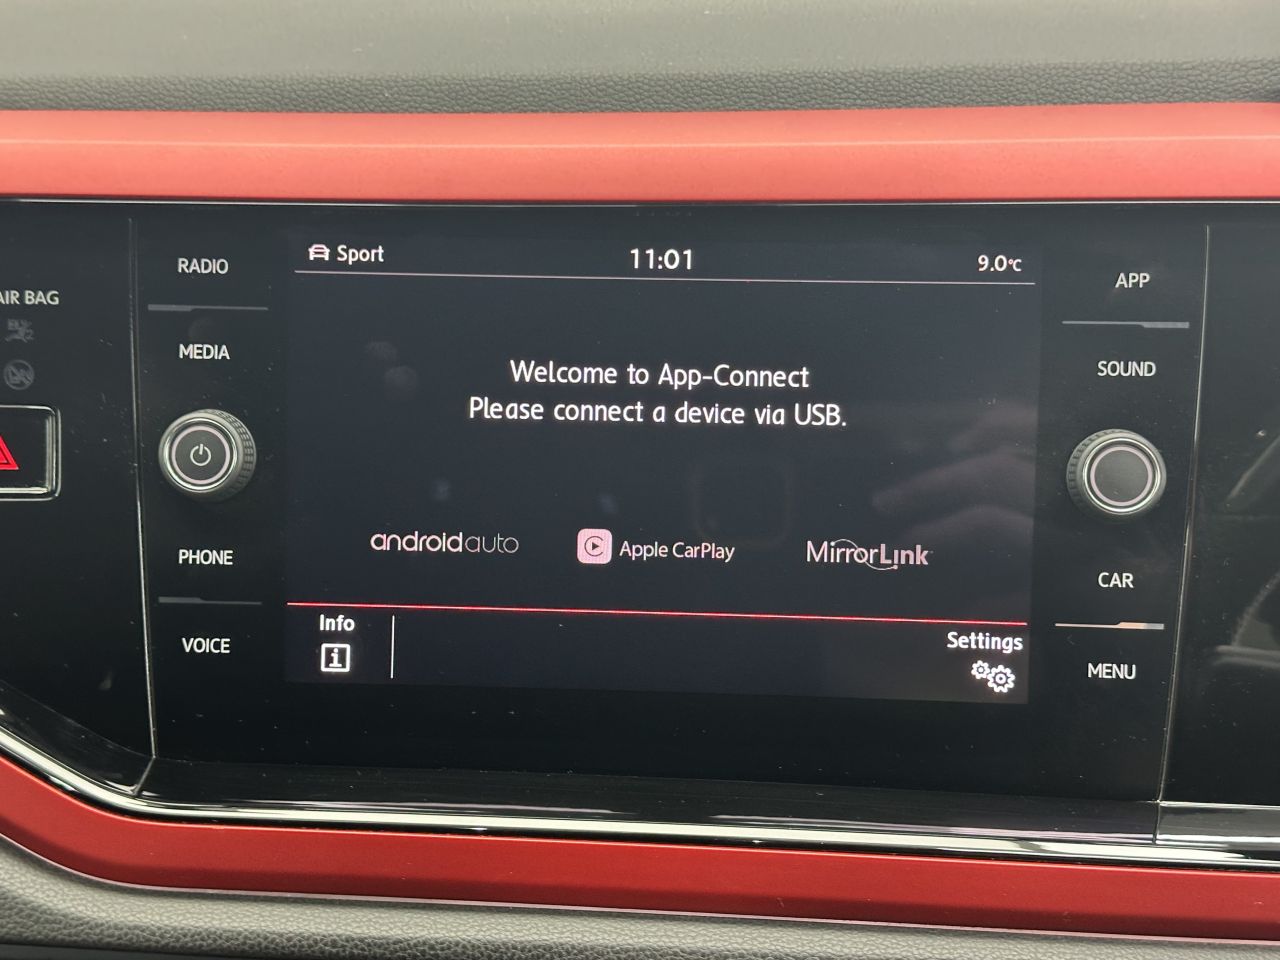 Sport 11:01 9.0°C
RADIO
AIR BAG
MEDIA
PHONE
VOICE
Welcome to App-Connect
Please connect a device via USB.
androidauto Apple CarPlay MirrorLink
Info Settings
APP
SOUND
CAR
MENU